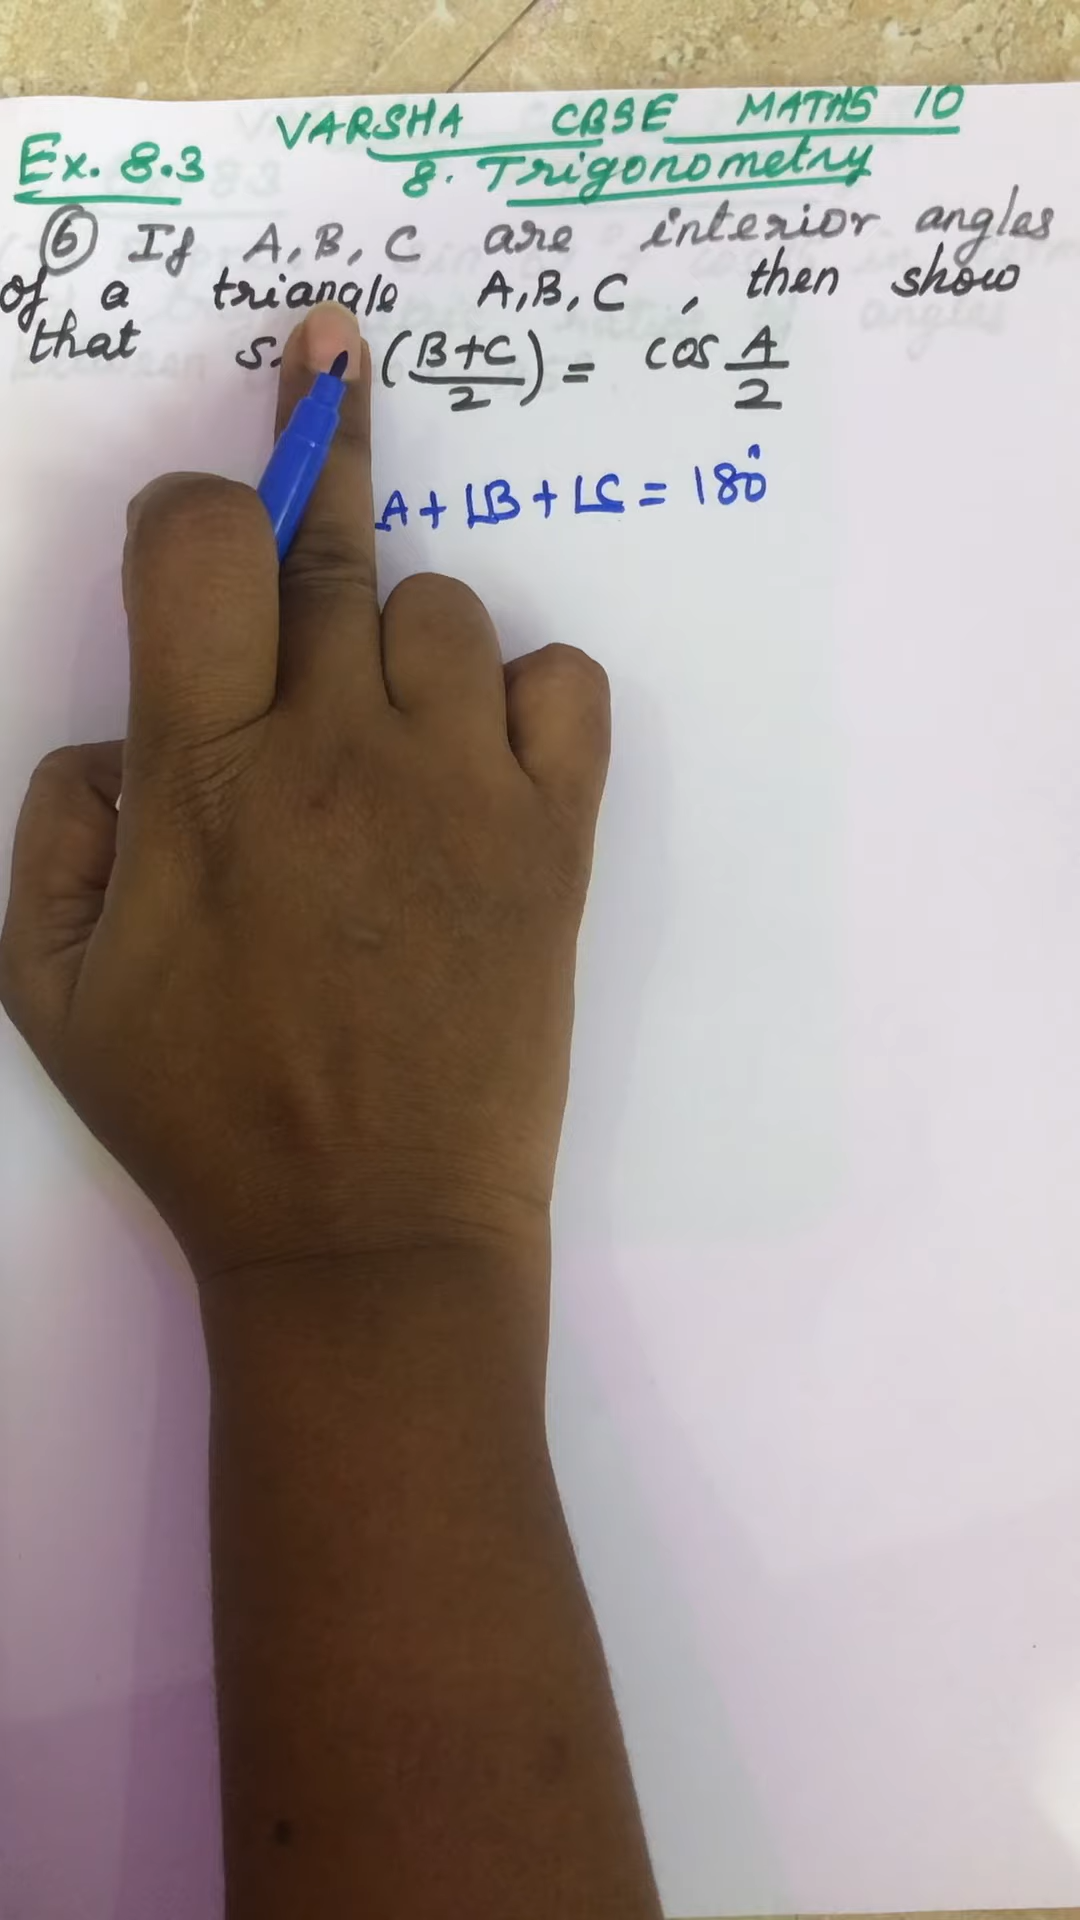 VARSHA CBSE MATHS 10
Ex. 8.3 8. Trigonometry
⑥ If A, B, C are interior angles
of a triangle A, B, C, then show
that (B+C/2) = cos A/2
A + ∠B + ∠C = 180°